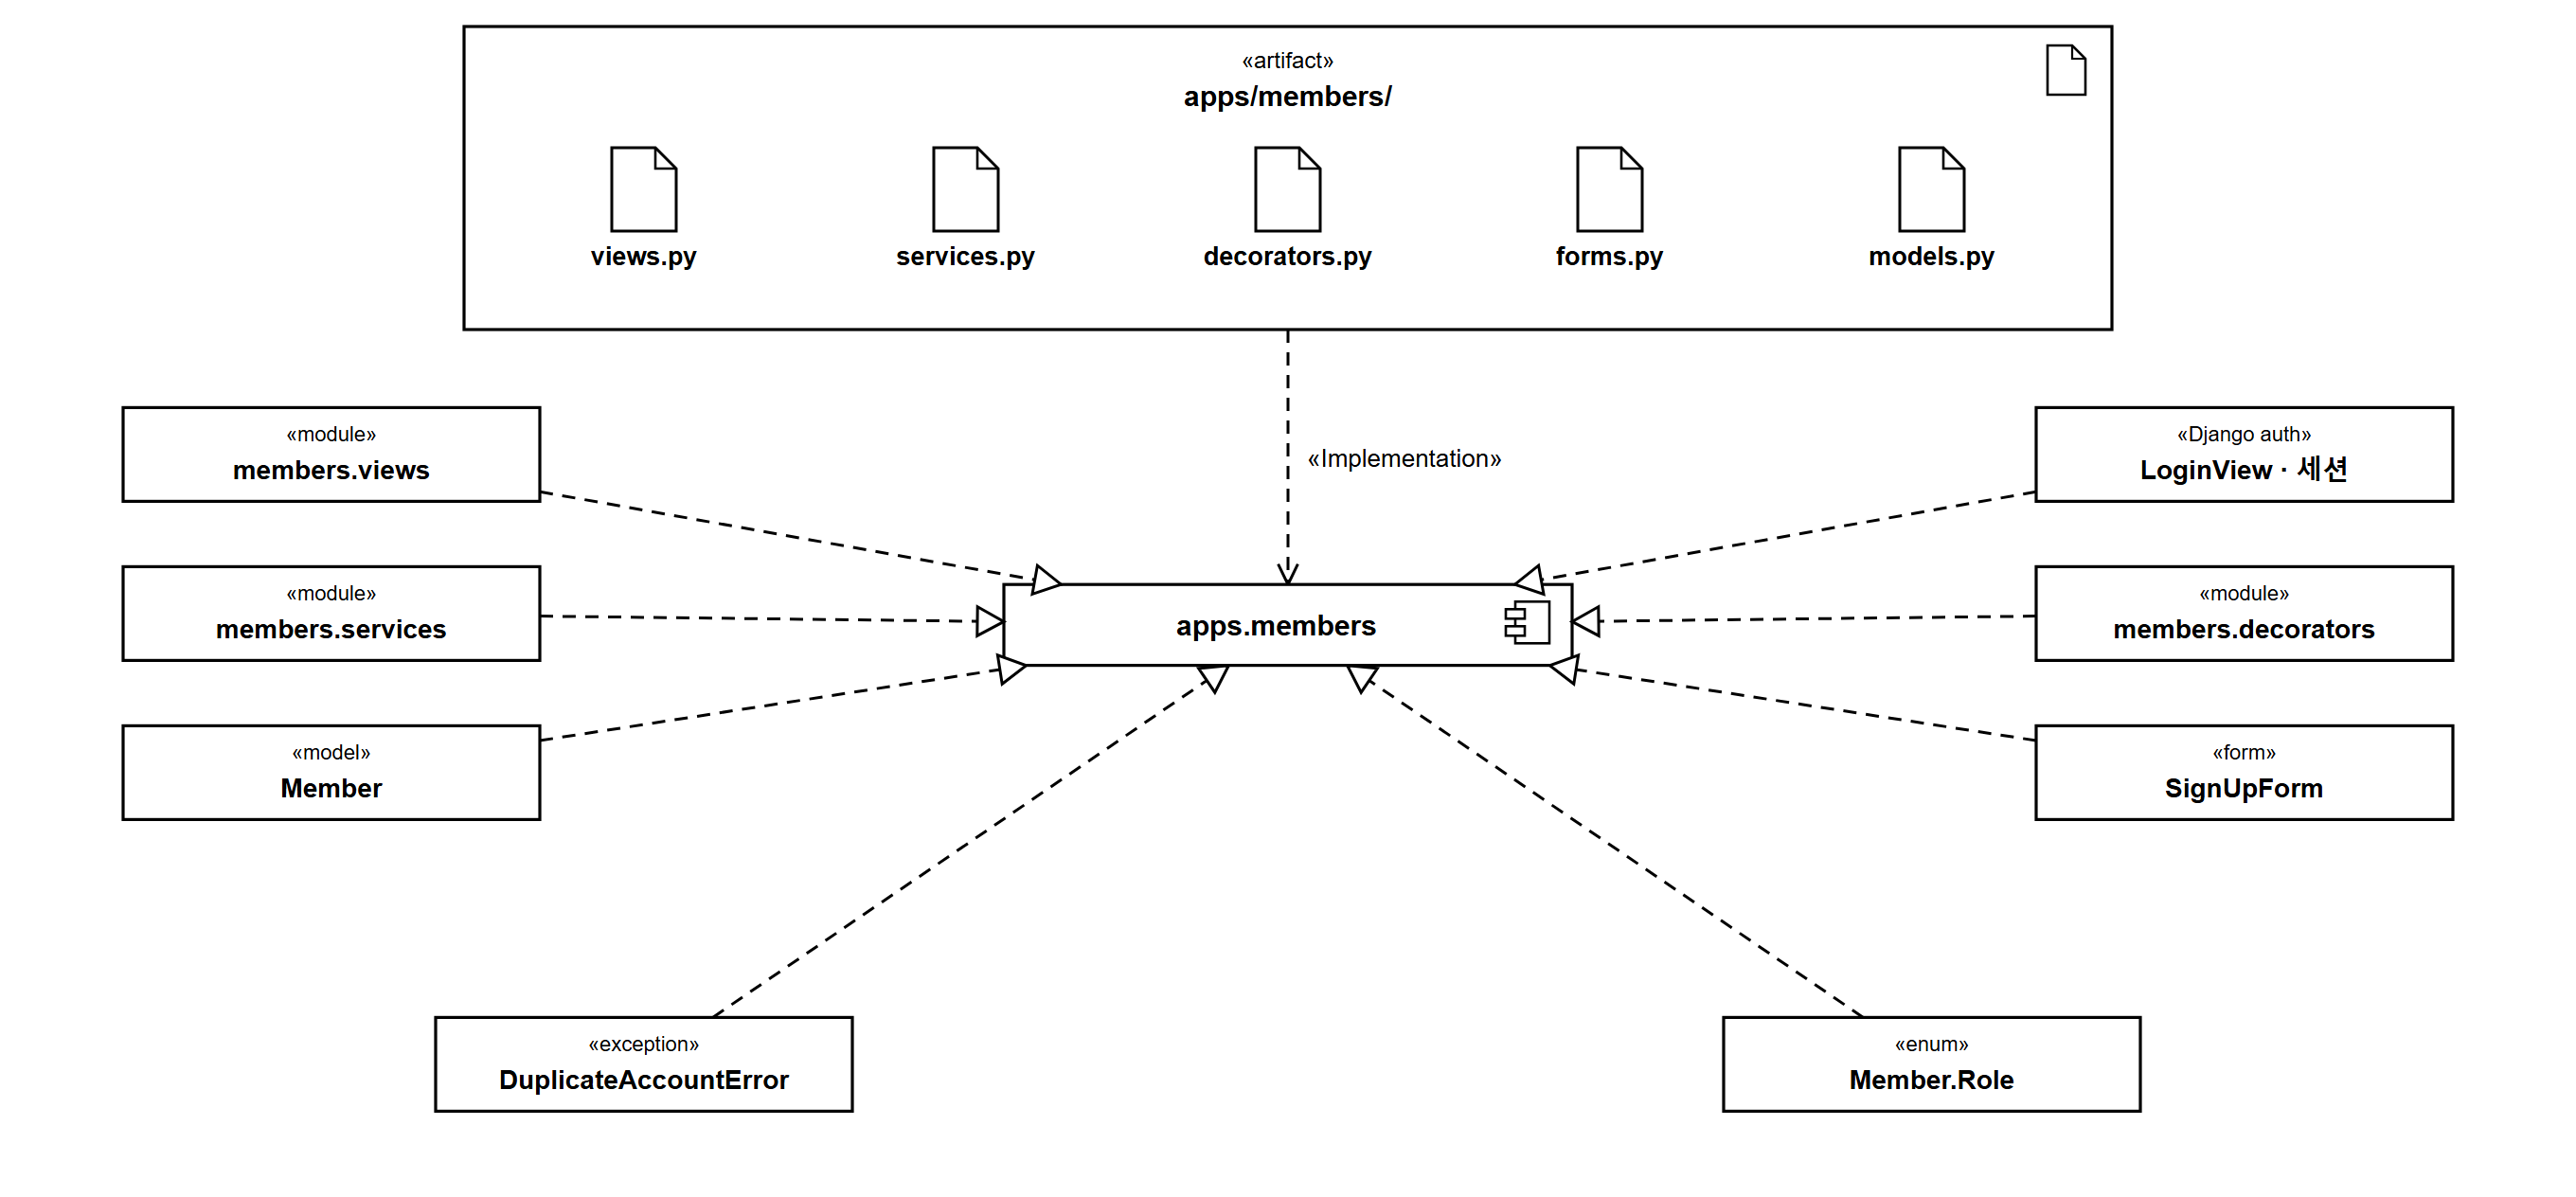 «artifact»
apps/members/
views.py
services.py
decorators.py
forms.py
models.py
«Implementation»
«module»
members.views
«Django auth»
LoginView · 세션
«module»
members.services
apps.members
«module»
members.decorators
«model»
Member
«form»
SignUpForm
«exception»
DuplicateAccountError
«enum»
Member.Role